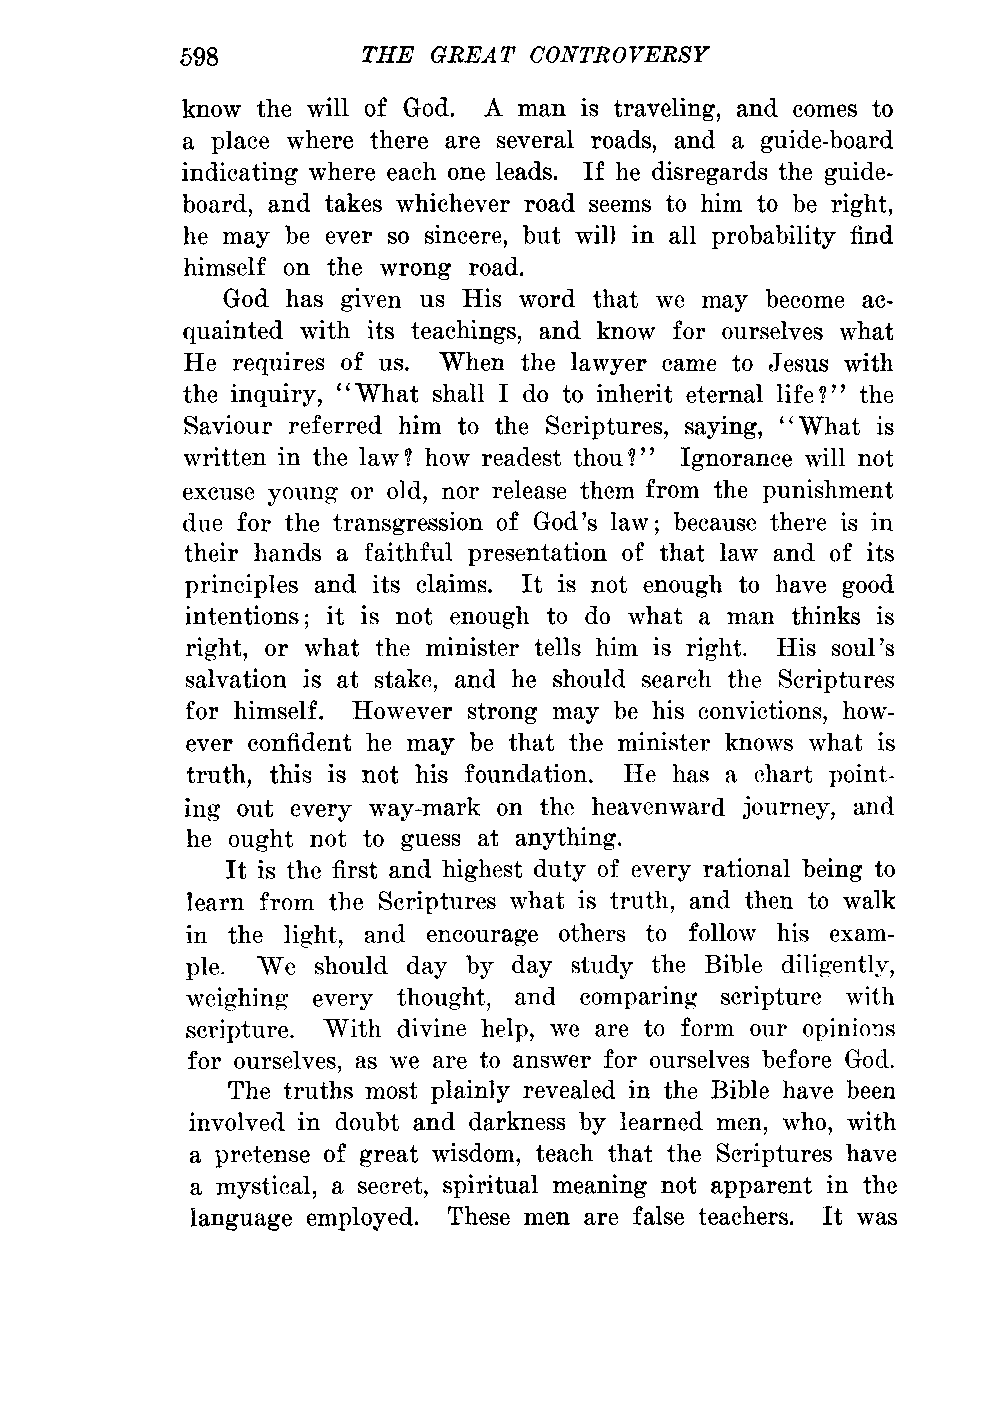 598 THE GREAT CONTROVERSY
know the will of God. A man is traveling, and comes to
a place where there are several roads, and a guide-board
indicating where each one leads. If he disregards the guide-
board, and takes whichever road seems to him to be right,
he may be ever so sincere, but will in all probability find
himself on the wrong road.
God has given us His word that we may become ac-
quainted with its teachings, and know for ourselves what
He requires of us. When the lawyer came to Jesus with
the inquiry, "What shall I do to inherit eternal life?" the
Saviour referred him to the Scriptures, saying, "What is
written in the law? how readest thou?" Ignorance will not
excuse young or old, nor release them from the punishment
due for the transgression of God's law; because there is in
their hands a faithful presentation of that law and of its
principles and its claims. It is not enough to have good
intentions; it is not enough to do what a man thinks is
right, or what the minister tells him is right. His soul's
salvation is at stake, and he should search the Scriptures
for himself. However strong may be his convictions, how-
ever confident he may be that the minister knows what is
truth, this is not his foundation. He has a chart point-
ing out every way-mark on the heavenward journey, and
he ought not to guess at anything.
It is the first and highest duty of every rational being to
learn from the Scriptures what is truth, and then to walk
in the light, and encourage others to follow his exam-
ple. We should day by day study the Bible diligently,
weighing every thought, and comparing scripture with
scripture. With divine help, we are to form our opinions
for ourselves, as we are to answer for ourselves before God.
The truths most plainly revealed in the Bible have been
involved in doubt and darkness by learned men, who, with
a pretense of great wisdom, teach that the Scriptures have
a mystical, a secret, spiritual meaning not apparent in the
language employed. These men are false teachers. It was